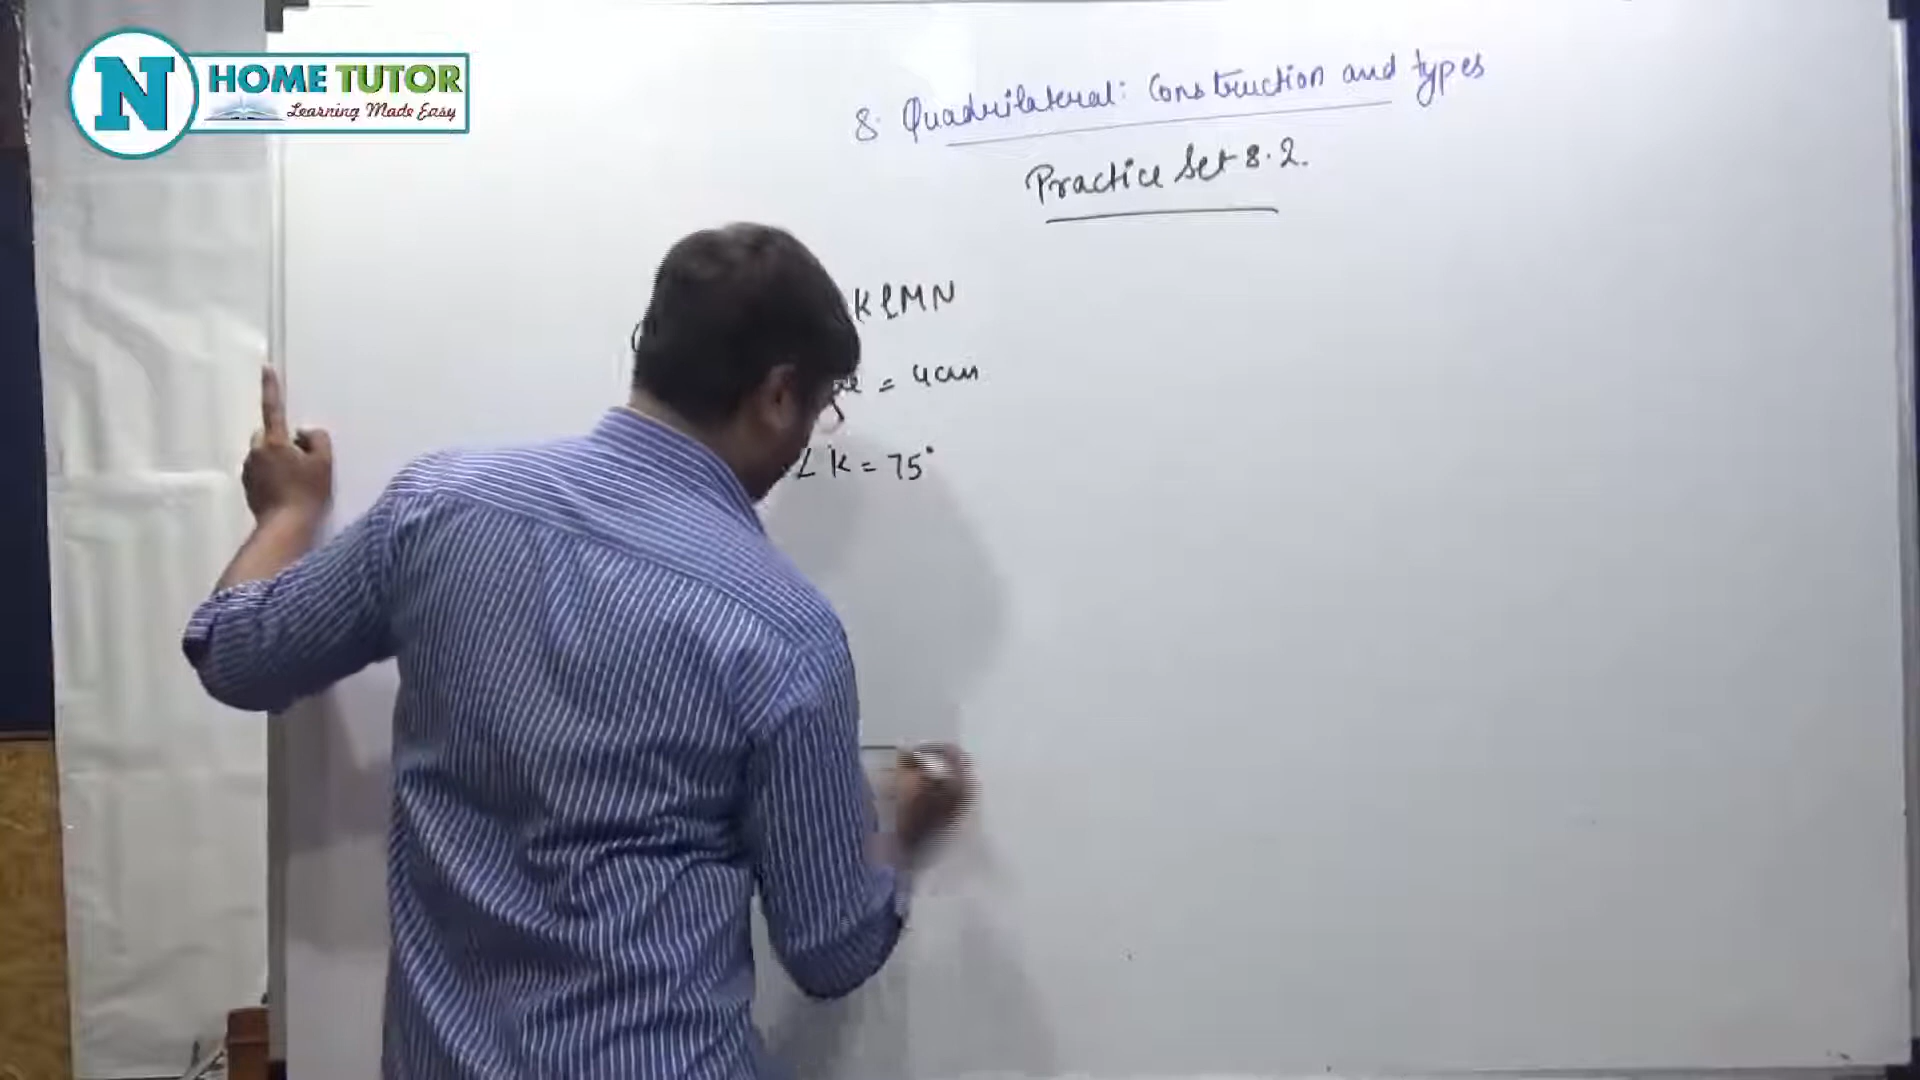 N HOME TUTOR
Learning Made Easy
8. Quadrilateral: Construction and types
Practice Set 8.2.
KLMN
= 4cm
∠K = 75°